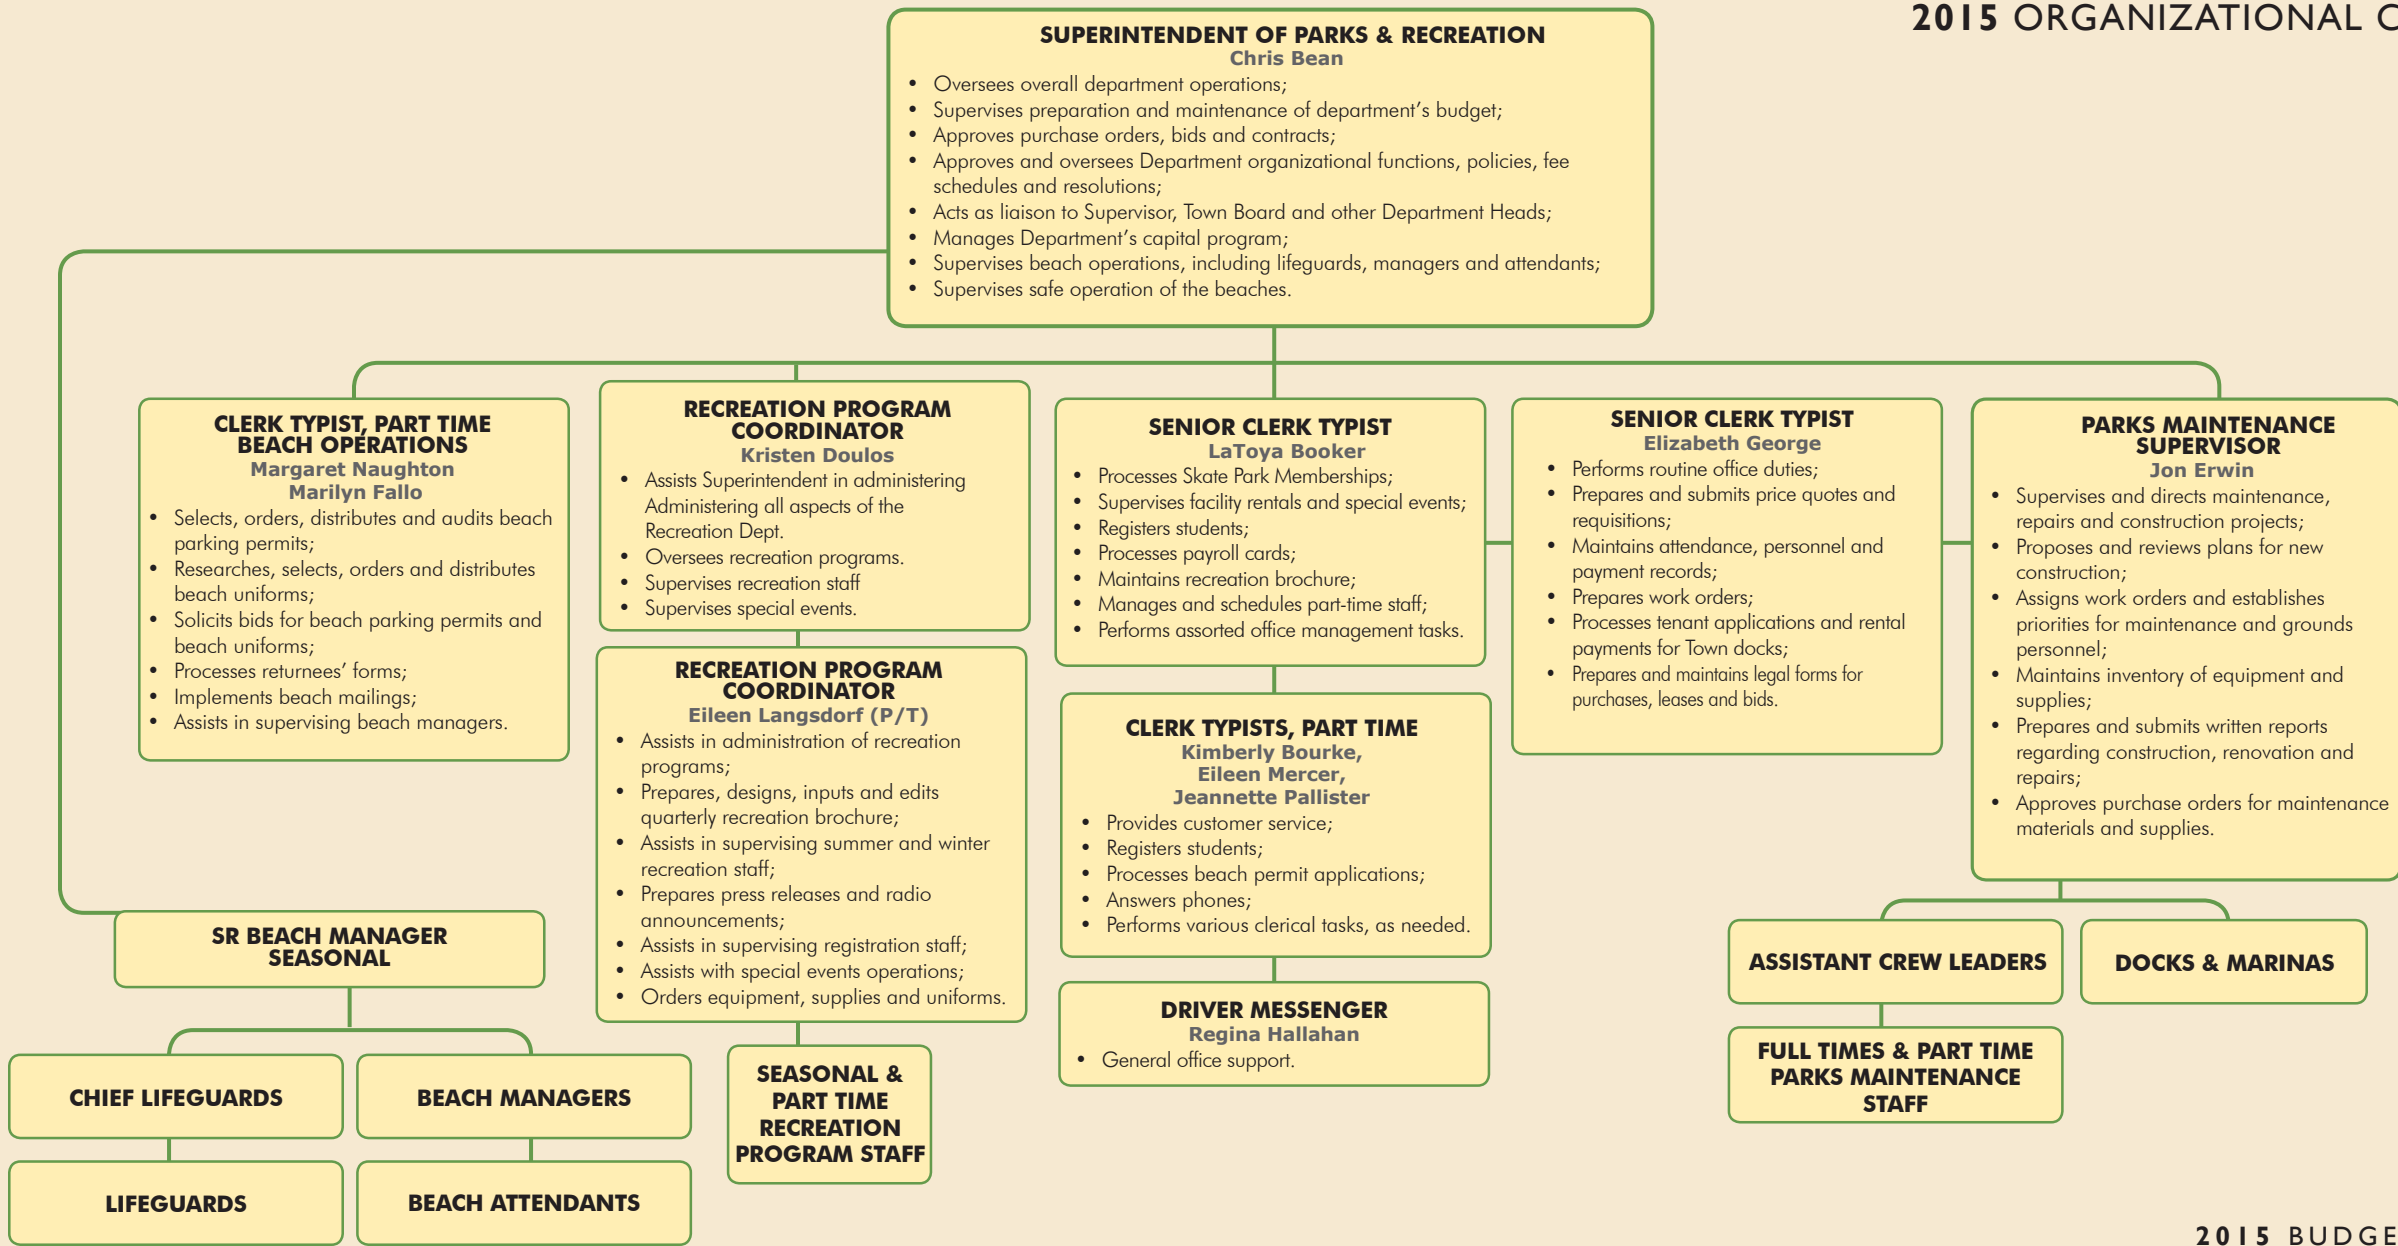 2015 ORGANIZATIONAL
SUPERINTENDENT OF PARKS & RECREATION
Chris Bean
• Oversees overall department operations;
• Supervises preparation and maintenance of department's budget;
• Approves purchase orders, bids and contracts;
• Approves and oversees Department organizational functions, policies, fee
schedules and resolutions;
• Acts as liaison to Supervisor, Town Board and other Department Heads;
• Manages Department's capital program;
• Supervises beach operations, including lifeguards, managers and attendants;
• Supervises safe operation of the beaches.
CLERK TYPIST, PART TIME
BEACH OPERATIONS
Margaret Naughton
Marilyn Fallo
• Selects, orders, distributes and audits beach
parking permits;
• Researches, selects, orders and distributes
beach uniforms;
• Solicits bids for beach parking permits and
beach uniforms;
• Processes returnees' forms;
• Implements beach mailings;
• Assists in supervising beach managers.
RECREATION PROGRAM
COORDINATOR
Kristen Doulos
• Assists Superintendent in administering
Administering all aspects of the
Recreation Dept.
• Oversees recreation programs.
• Supervises recreation staff
• Supervises special events.
RECREATION PROGRAM
COORDINATOR
Eileen Langsdorf (P/T)
• Assists in administration of recreation
programs;
• Prepares, designs, inputs and edits
quarterly recreation brochure;
• Assists in supervising summer and winter
recreation staff;
• Prepares press releases and radio
announcements;
• Assists in supervising registration staff;
• Assists with special events operations;
• Orders equipment, supplies and uniforms.
SEASONAL &
PART TIME
RECREATION
PROGRAM STAFF
SENIOR CLERK TYPIST
LaToya Booker
• Processes Skate Park Memberships;
• Supervises facility rentals and special events;
• Registers students;
• Processes payroll cards;
• Maintains recreation brochure;
• Manages and schedules part-time staff;
• Performs assorted office management tasks.
CLERK TYPISTS, PART TIME
Kimberly Bourke,
Eileen Mercer,
Jeannette Pallister
• Provides customer service;
• Registers students;
• Processes beach permit applications;
• Answers phones;
• Performs various clerical tasks, as needed.
DRIVER MESSENGER
Regina Hallahan
• General office support.
SENIOR CLERK TYPIST
Elizabeth George
• Performs routine office duties;
• Prepares and submits price quotes and
requisitions;
• Maintains attendance, personnel and
payment records;
• Prepares work orders;
• Processes tenant applications and rental
payments for Town docks;
• Prepares and maintains legal forms for
purchases, leases and bids.
PARKS MAINTENANCE
SUPERVISOR
Jon Erwin
• Supervises and directs maintenance,
repairs and construction projects;
• Proposes and reviews plans for new
construction;
• Assigns work orders and establishes
priorities for maintenance and grounds
personnel;
• Maintains inventory of equipment and
supplies;
• Prepares and submits written reports
regarding construction, renovation and
repairs;
• Approves purchase orders for maintenance
materials and supplies.
ASSISTANT CREW LEADERS
DOCKS & MARINAS
FULL TIMES & PART TIME
PARKS MAINTENANCE
STAFF
SR BEACH MANAGER
SEASONAL
CHIEF LIFEGUARDS
BEACH MANAGERS
LIFEGUARDS
BEACH ATTENDANTS
2015 BUDGE